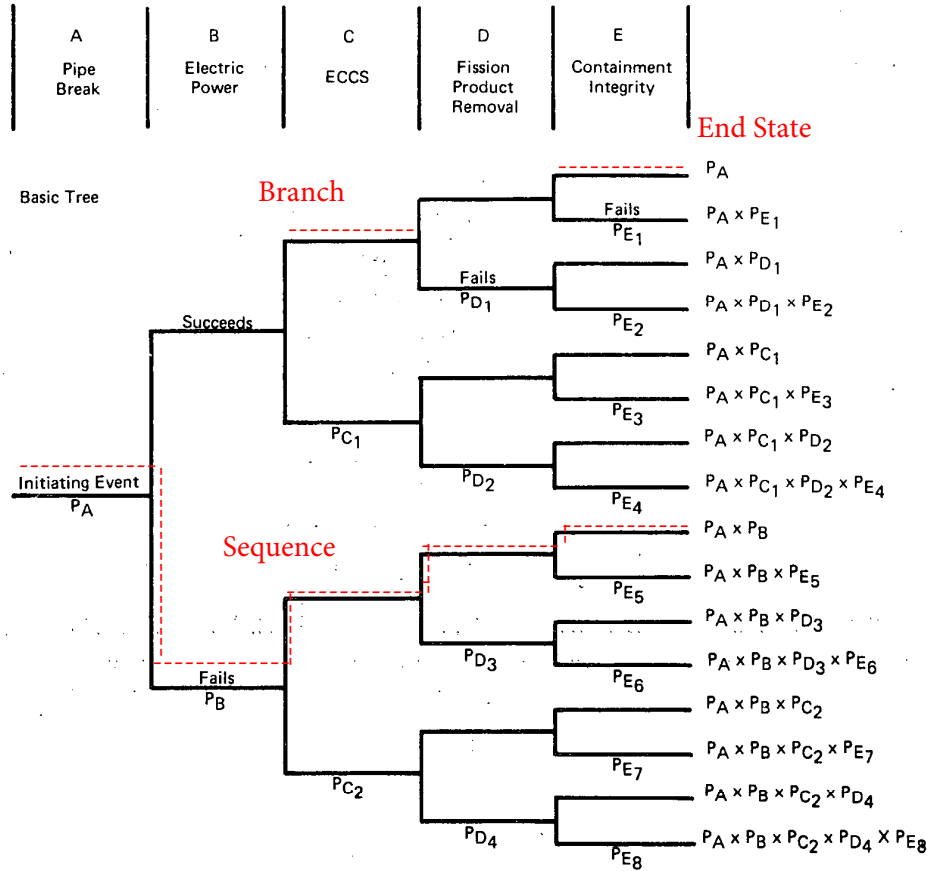 A
B
C
D
E
Pipe
Break
Electric
Power
ECCS
Fission
Product
Removal
Containment
Integrity
End State
Basic Tree
Branch
P_A
Fails
P_E1
P_A x P_E1
Fails
P_D1
P_A x P_D1
P_E2
P_A x P_D1 x P_E2
Succeeds
P_A x P_C1
P_E3
P_A x P_C1 x P_E3
P_C1
P_D2
P_A x P_C1 x P_D2
P_E4
P_A x P_C1 x P_D2 x P_E4
Initiating Event
P_A
Sequence
P_A x P_B
P_E5
P_A x P_B x P_E5
P_D3
P_A x P_B x P_D3
P_E6
P_A x P_B x P_D3 x P_E6
Fails
P_B
P_A x P_B x P_C2
P_E7
P_A x P_B x P_C2 x P_E7
P_C2
P_D4
P_A x P_B x P_C2 x P_D4
P_E8
P_A x P_B x P_C2 x P_D4 X P_E8